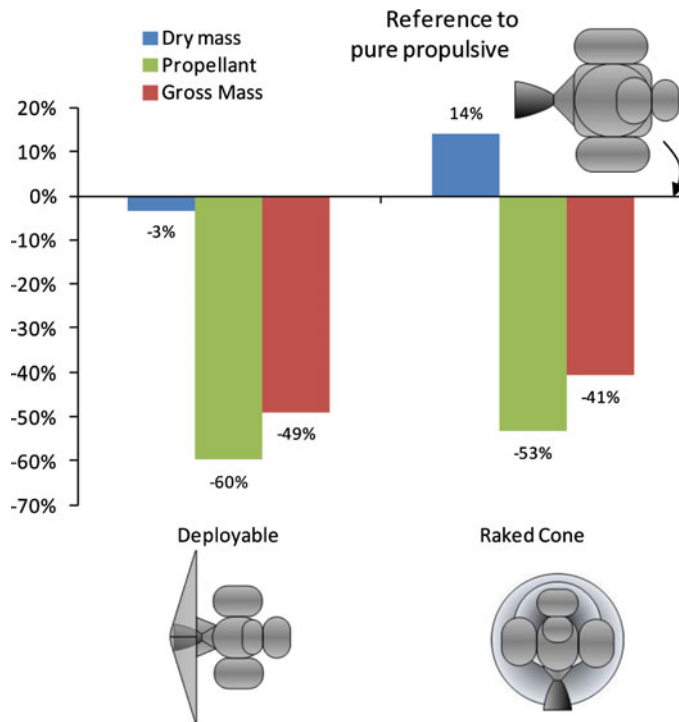 Reference to
pure propulsive
Dry mass
Propellant
Gross Mass
20%
10%
0%
-10%
-20%
-30%
-40%
-50%
-60%
-70%
14%
-3%
-60%
-49%
-53%
-41%
Deployable
Raked Cone